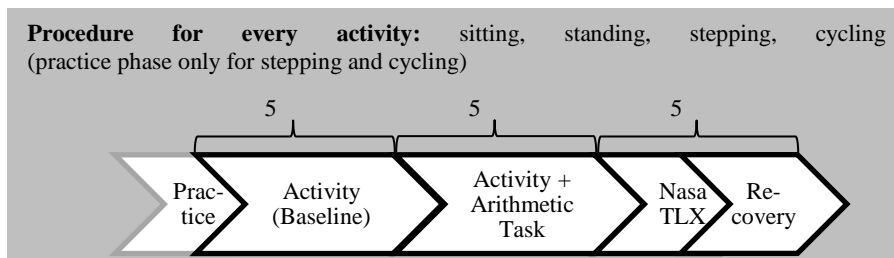 Procedure for every activity: sitting, standing, stepping, cycling
(practice phase only for stepping and cycling)
5 5 5
Prac-
tice
Activity
(Baseline)
Activity +
Arithmetic
Task
Nasa
TLX
Re-
covery